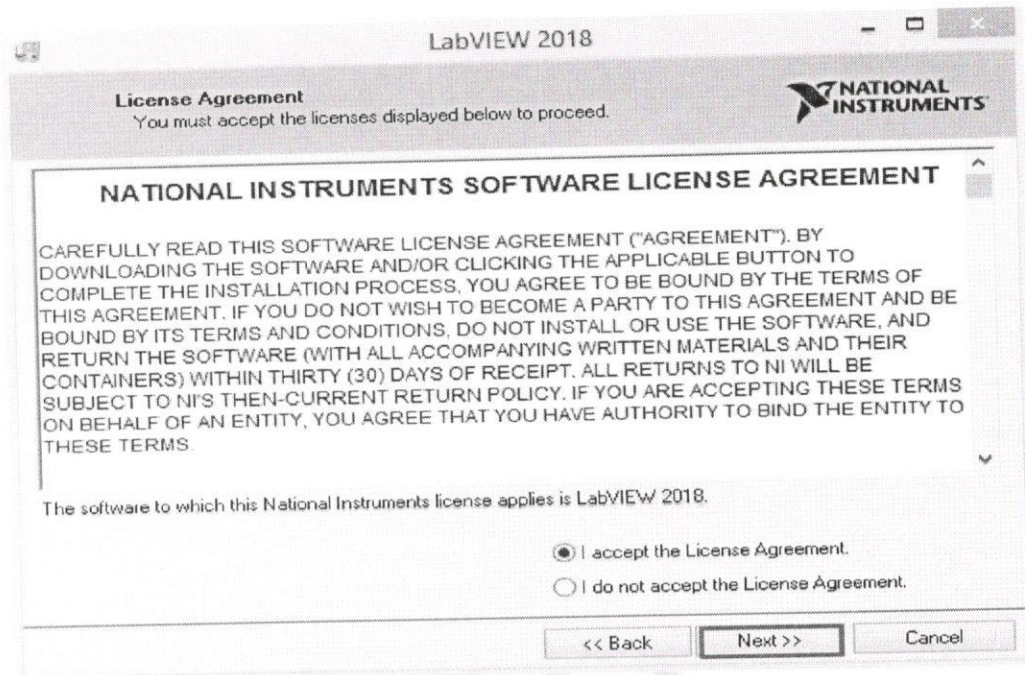 LabVIEW 2018
License Agreement
You must accept the licenses displayed below to proceed.
NATIONAL
INSTRUMENTS
NATIONAL INSTRUMENTS SOFTWARE LICENSE AGREEMENT
CAREFULLY READ THIS SOFTWARE LICENSE AGREEMENT ("AGREEMENT"). BY
DOWNLOADING THE SOFTWARE AND/OR CLICKING THE APPLICABLE BUTTON TO
COMPLETE THE INSTALLATION PROCESS, YOU AGREE TO BE BOUND BY THE TERMS OF
THIS AGREEMENT. IF YOU DO NOT WISH TO BECOME A PARTY TO THIS AGREEMENT AND BE
BOUND BY ITS TERMS AND CONDITIONS, DO NOT INSTALL OR USE THE SOFTWARE, AND
RETURN THE SOFTWARE (WITH ALL ACCOMPANYING WRITTEN MATERIALS AND THEIR
CONTAINERS) WITHIN THIRTY (30) DAYS OF RECEIPT. ALL RETURNS TO NI WILL BE
SUBJECT TO NI'S THEN-CURRENT RETURN POLICY. IF YOU ARE ACCEPTING THESE TERMS
ON BEHALF OF AN ENTITY, YOU AGREE THAT YOU HAVE AUTHORITY TO BIND THE ENTITY TO
THESE TERMS.
The software to which this National Instruments license applies is LabVIEW 2018.
I accept the License Agreement.
I do not accept the License Agreement.
<< Back Next >> Cancel